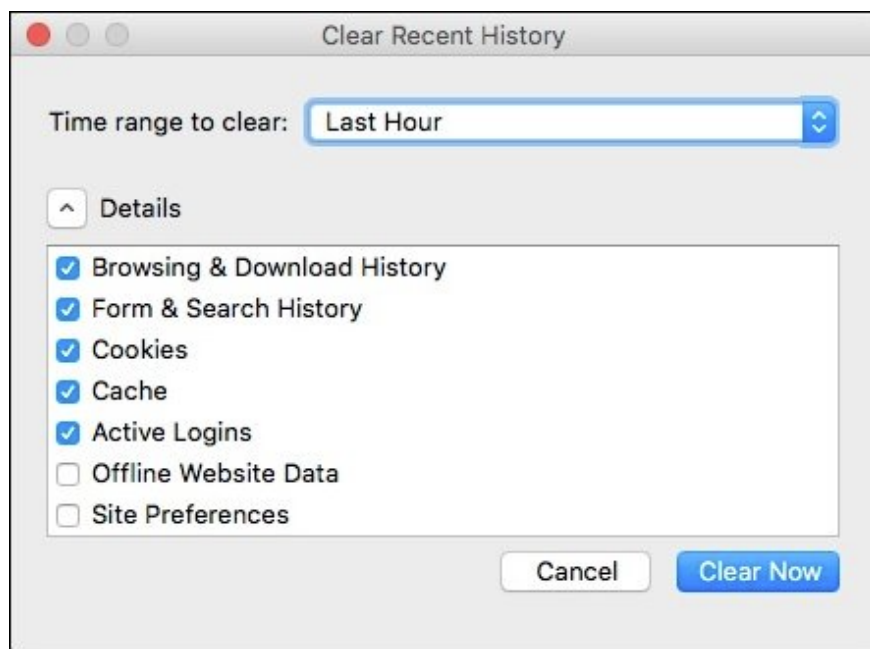 Clear Recent History
Time range to clear: Last Hour
Details
Browsing & Download History
Form & Search History
Cookies
Cache
Active Logins
Offline Website Data
Site Preferences
Cancel Clear Now